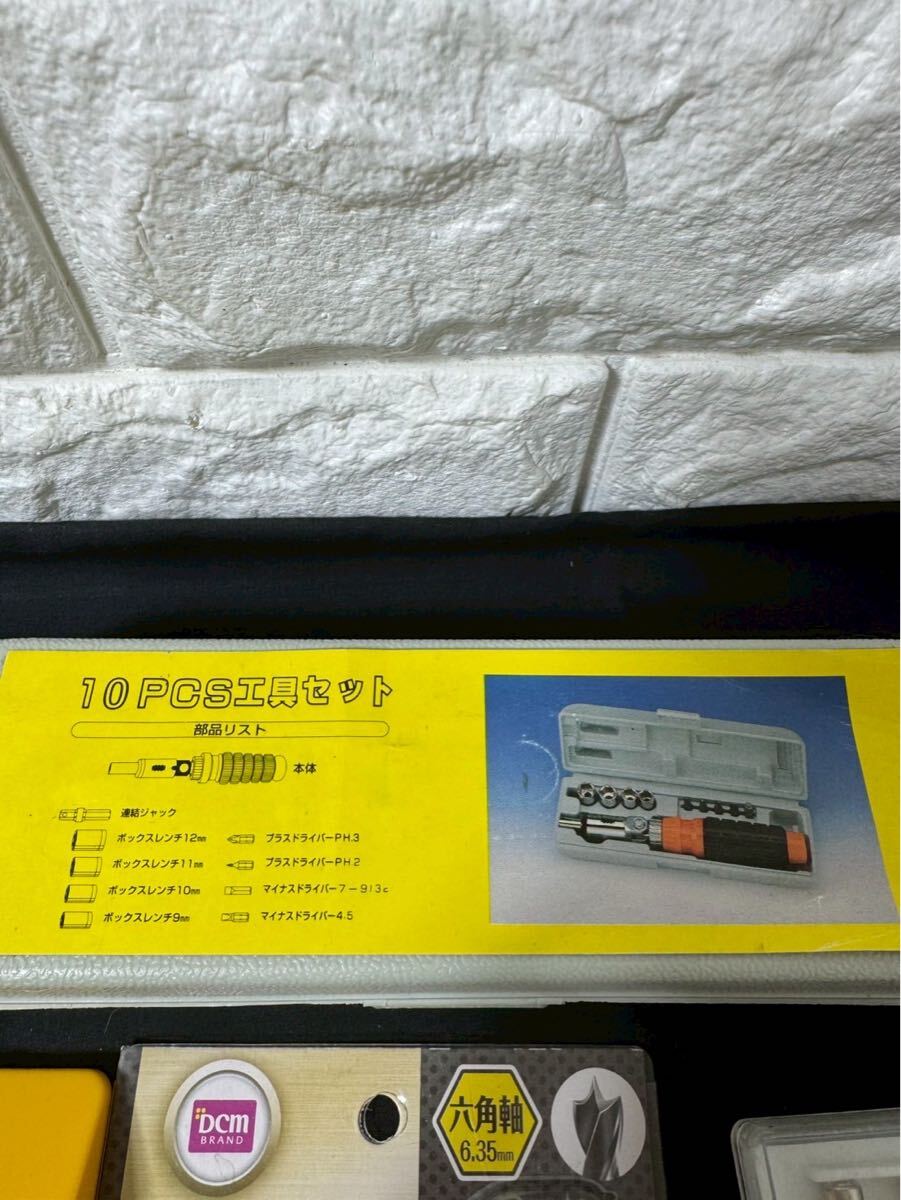 10 PCS工具セット
部品リスト
本体
連結ジャック
ボックスレンチ12mm
プラスドライバーPH.3
ボックスレンチ11mm
プラスドライバーPH.2
ボックスレンチ10mm
マイナスドライバー7-9/3c
ボックスレンチ9mm
マイナスドライバー4.5
DCM
BRAND
六角軸
6.35mm